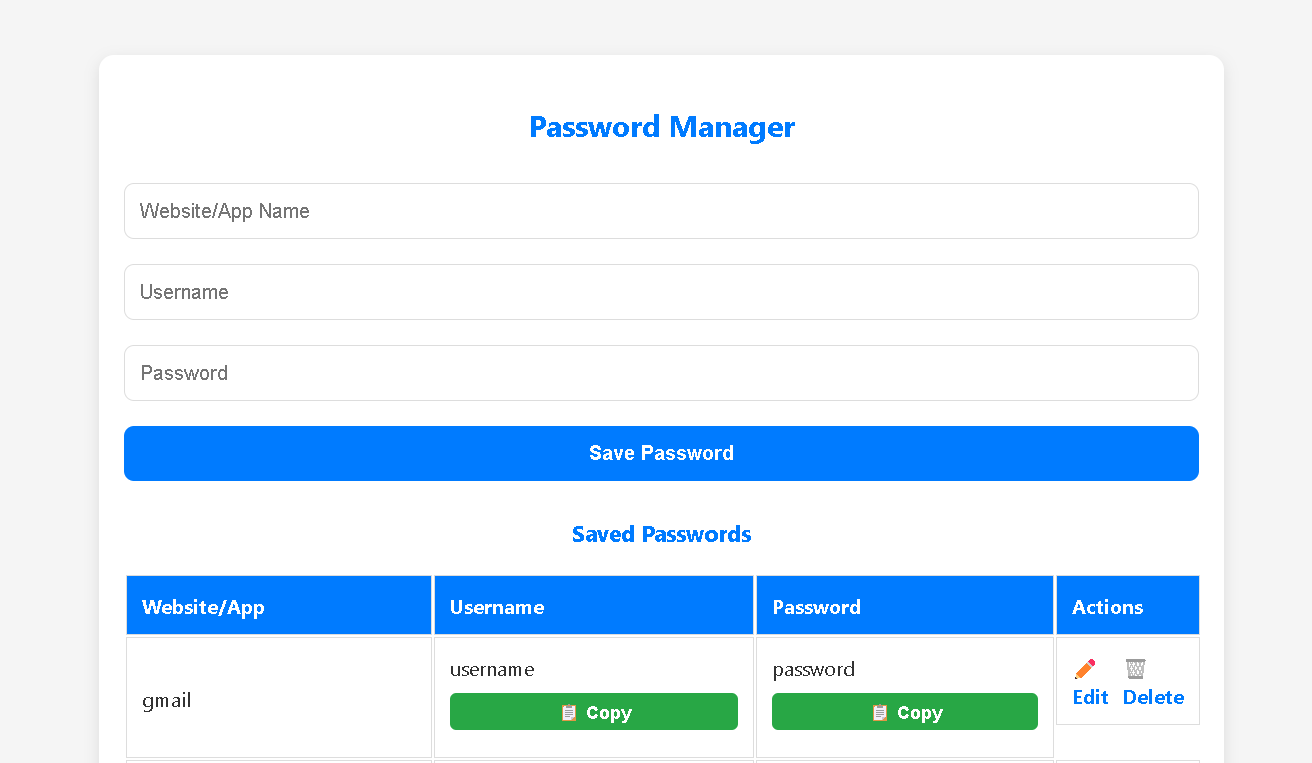 Password Manager
Website/App Name
Username
Password
Save Password
Saved Passwords
Website/App Username Password Actions
gmail
username
📋 Copy
password
📋 Copy
Edit Delete